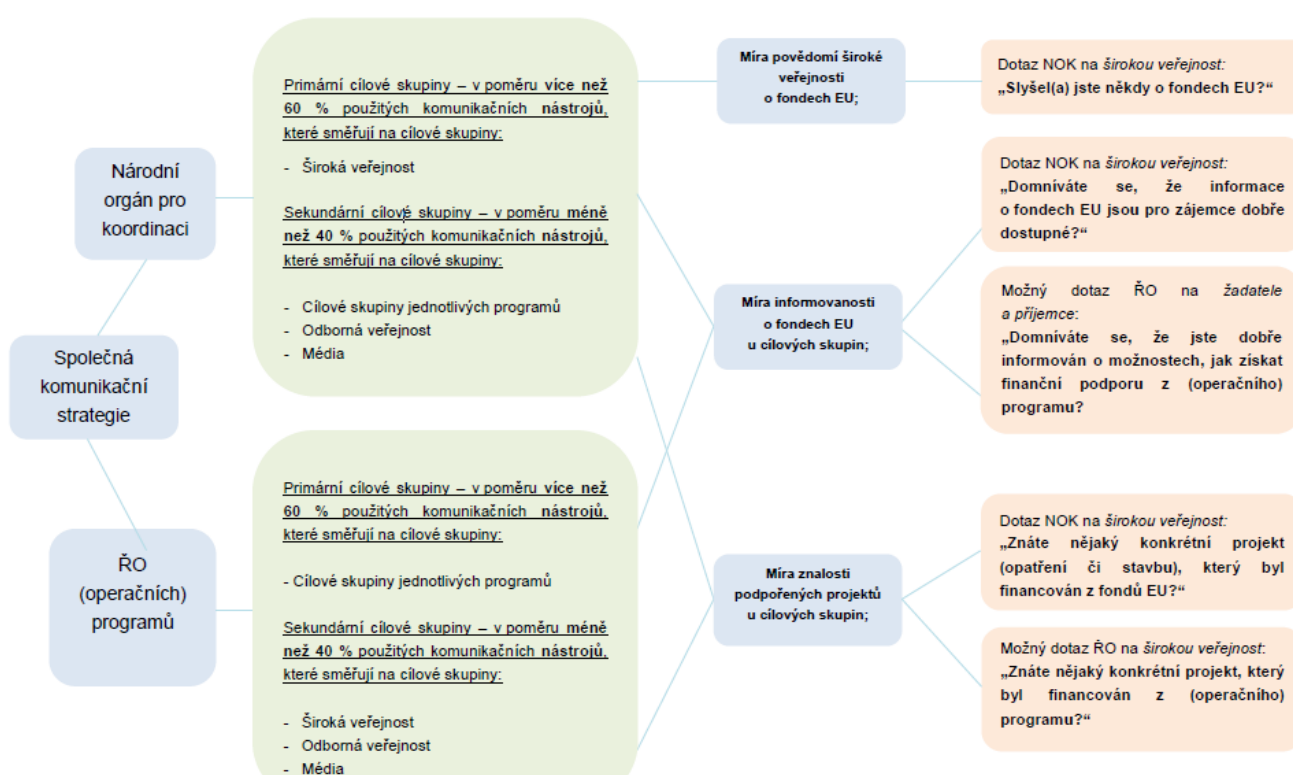 Společná
komunikační
strategie
Národní
orgán pro
koordinaci
ŘO
(operačních)
programů
Primární cílové skupiny – v poměru více než
60 % použitých komunikačních nástrojů,
které směřují na cílové skupiny:
- Široká veřejnost
Sekundární cílové skupiny – v poměru méně
než 40 % použitých komunikačních nástrojů,
které směřují na cílové skupiny:
- Cílové skupiny jednotlivých programů
- Odborná veřejnost
- Média
Primární cílové skupiny – v poměru více než
60 % použitých komunikačních nástrojů,
které směřují na cílové skupiny:
- Cílové skupiny jednotlivých programů
Sekundární cílové skupiny – v poměru méně
než 40 % použitých komunikačních nástrojů,
které směřují na cílové skupiny:
- Široká veřejnost
- Odborná veřejnost
- Média
Míra povědomí široké
veřejnosti
o fondech EU;
Míra informovanosti
o fondech EU
u cílových skupin;
Míra znalosti
podpořených projektů
u cílových skupin;
Dotaz NOK na širokou veřejnost:
„Slyšel(a) jste někdy o fondech EU?“
Dotaz NOK na širokou veřejnost:
„Domníváte se, že informace
o fondech EU jsou pro zájemce dobře
dostupné?“
Možný dotaz ŘO na žadatele
a příjemce:
„Domníváte se, že jste dobře
informován o možnostech, jak získat
finanční podporu z (operačního)
programu?
Dotaz NOK na širokou veřejnost:
„Znáte nějaký konkrétní projekt
(opatření či stavbu), který byl
financován z fondů EU?“
Možný dotaz ŘO na širokou veřejnost:
„Znáte nějaký konkrétní projekt, který
byl financován z (operačního)
programu?“